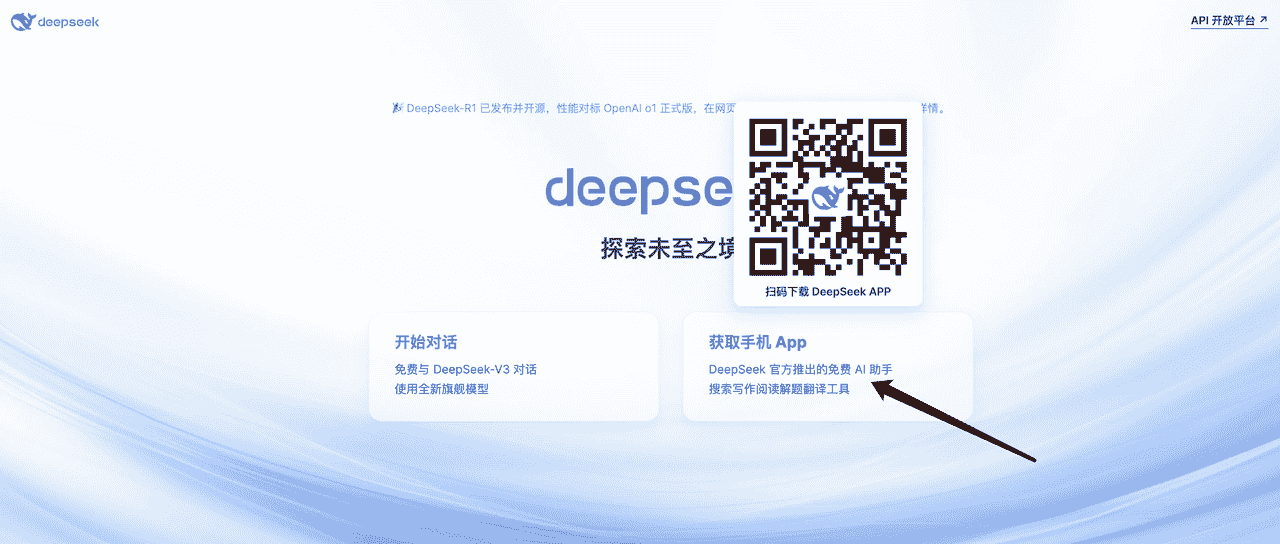 deepseek
API 开放平台
DeepSeek-R1 已发布并开源，性能对标 OpenAI o1 正式版，在网页 详情。
deepsee
探索未至之境
扫码下载 DeepSeek APP
开始对话
免费与 DeepSeek-V3 对话
使用全新旗舰模型
获取手机 App
DeepSeek 官方推出的免费 AI 助手
搜索写作阅读解题翻译工具